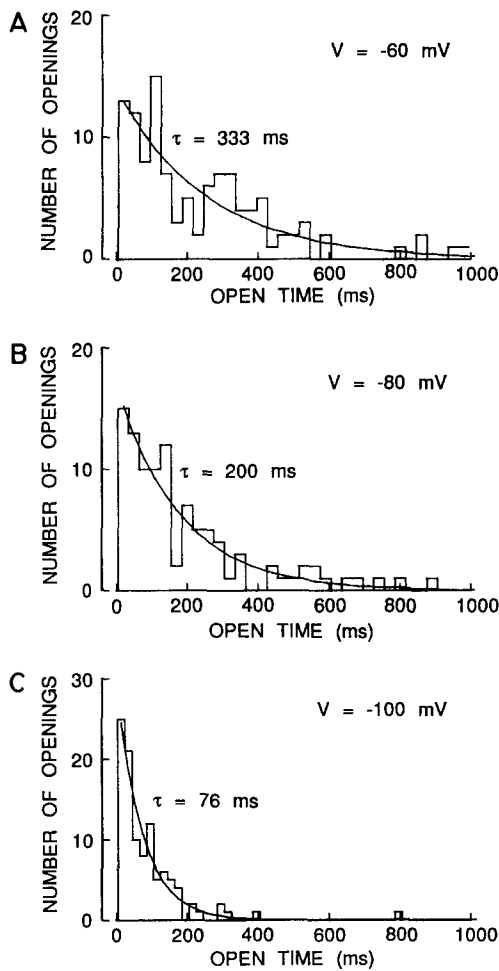 A
20
10
0
NUMBER OF OPENINGS
V = -60 mV
τ = 333 ms
0 200 400 600 800 1000
OPEN TIME (ms)
B
20
10
0
NUMBER OF OPENINGS
V = -80 mV
τ = 200 ms
0 200 400 600 800 1000
OPEN TIME (ms)
C
30
20
10
0
NUMBER OF OPENINGS
V = -100 mV
τ = 76 ms
0 200 400 600 800 1000
OPEN TIME (ms)